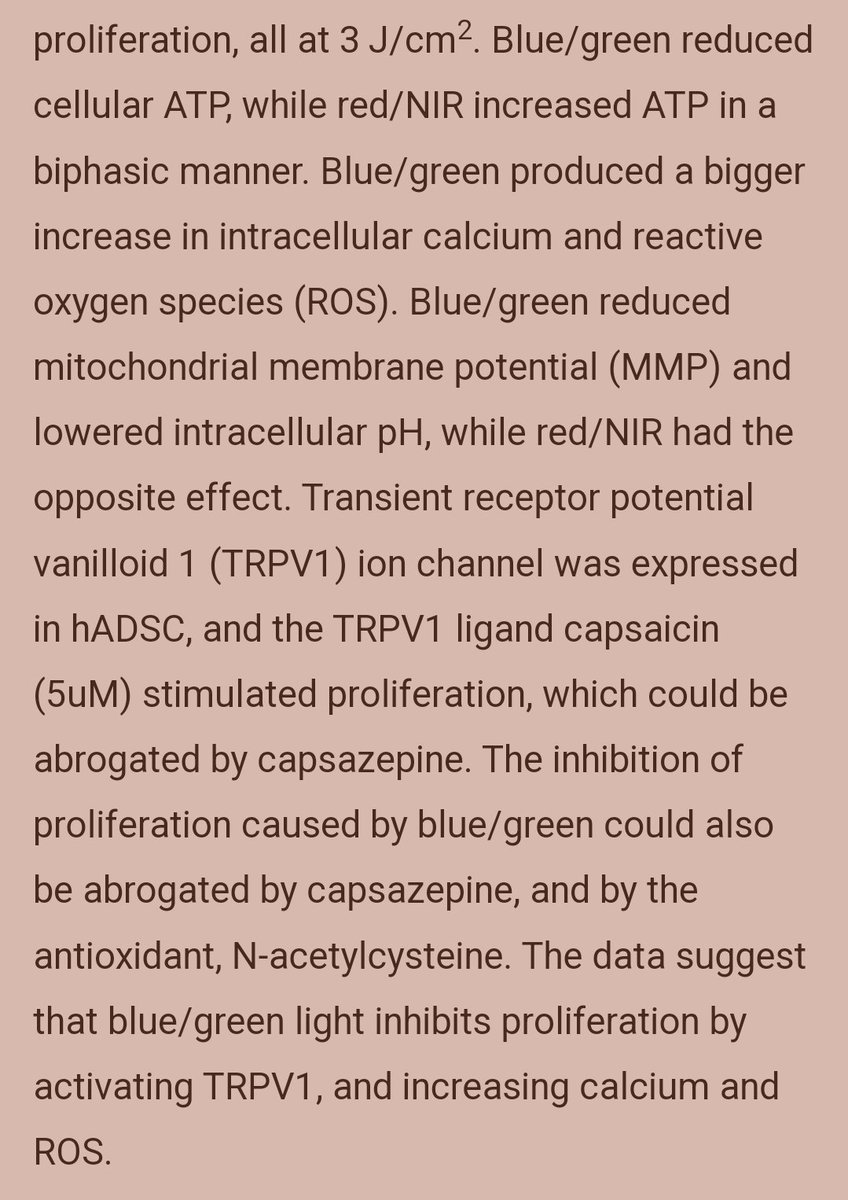 proliferation, all at 3 J/cm². Blue/green reduced
cellular ATP, while red/NIR increased ATP in a
biphasic manner. Blue/green produced a bigger
increase in intracellular calcium and reactive
oxygen species (ROS). Blue/green reduced
mitochondrial membrane potential (MMP) and
lowered intracellular pH, while red/NIR had the
opposite effect. Transient receptor potential
vanilloid 1 (TRPV1) ion channel was expressed
in hADSC, and the TRPV1 ligand capsaicin
(5uM) stimulated proliferation, which could be
abrogated by capsazepine. The inhibition of
proliferation caused by blue/green could also
be abrogated by capsazepine, and by the
antioxidant, N-acetylcysteine. The data suggest
that blue/green light inhibits proliferation by
activating TRPV1, and increasing calcium and
ROS.